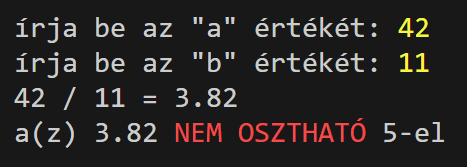 írja be az "a" értékét: 42
írja be az "b" értékét: 11
42 / 11 = 3.82
a(z) 3.82 NEM OSZTHATÓ 5-el